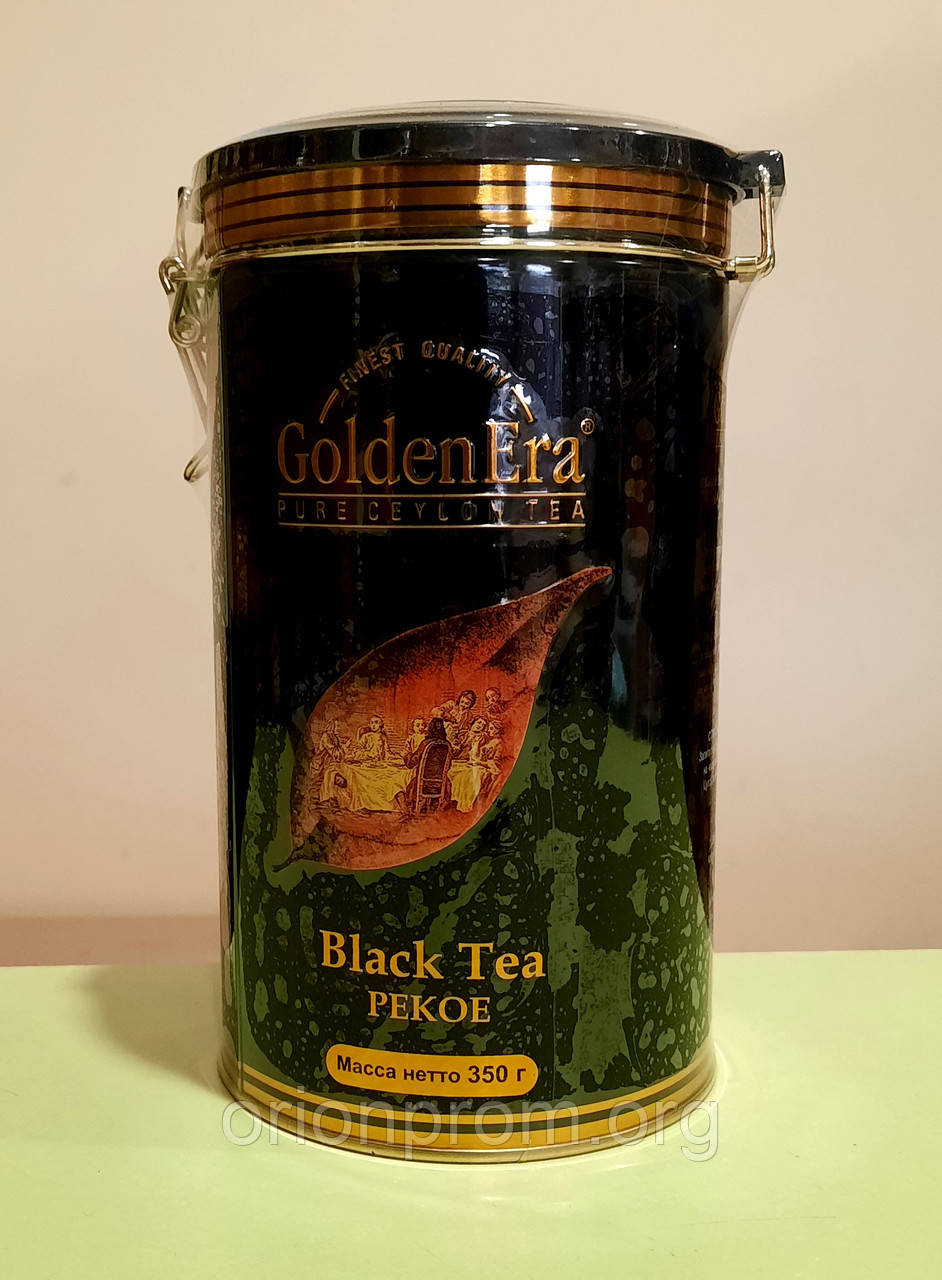 FINEST QUALITY
GoldenEra®
PURE CEYLON TEA
Black Tea
PEKOE
Масса нетто 350 г
orionprom.org